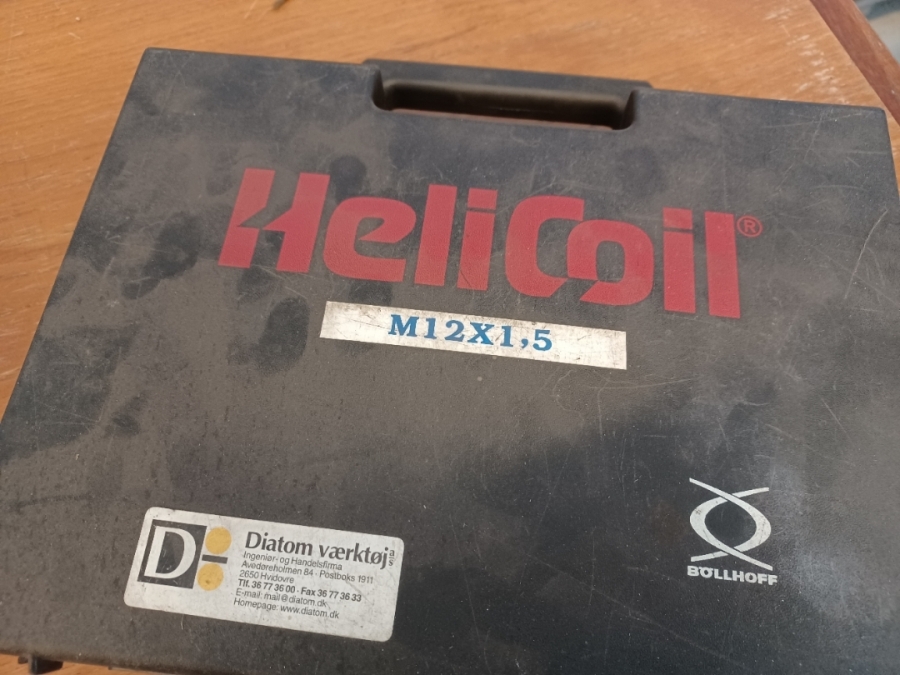 HeliCoil®
M12X1,5
BÖLLHOFF
D
Diatom værktøj a/s
Ingeniør- og Handelsfirma
Avedøreholmen 84 · Postboks 1911
2650 Hvidovre
Tlf. 36 77 36 00 · Fax 36 77 36 33
E-mail: mail@diatom.dk
Homepage: www.diatom.dk